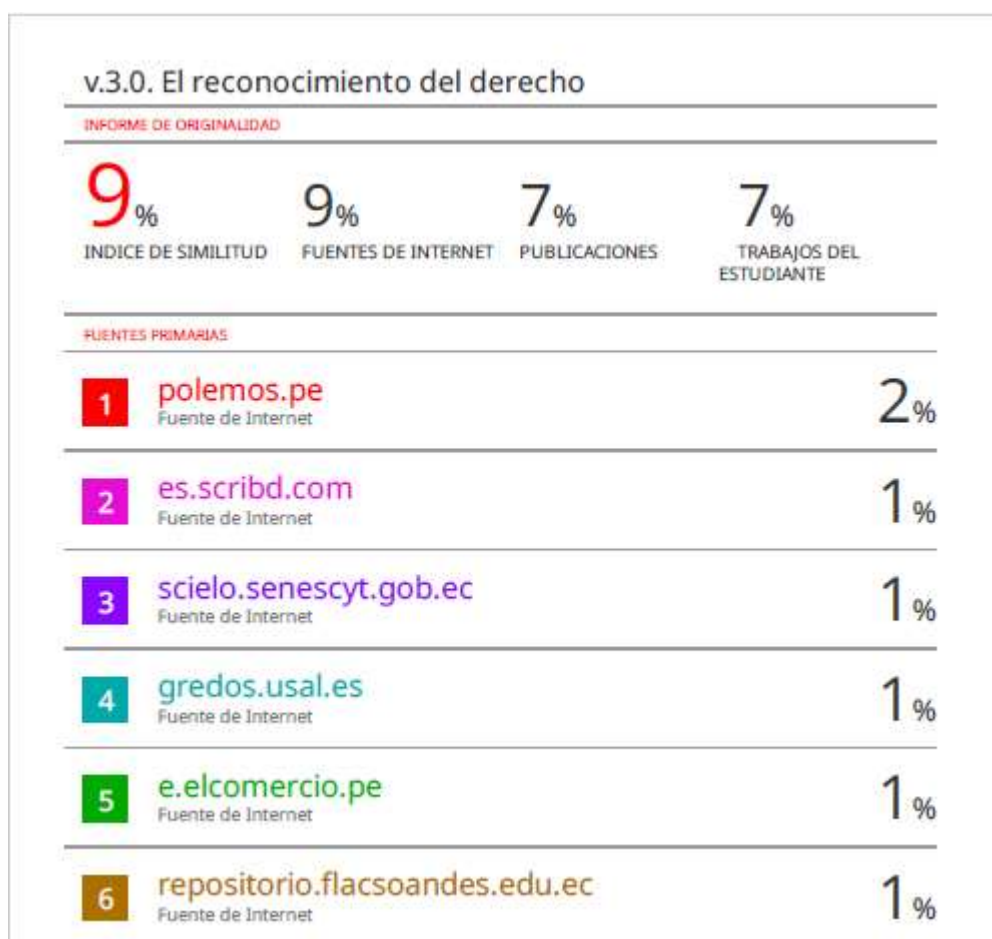 v.3.0. El reconocimiento del derecho
INFORME DE ORIGINALIDAD
9% 9% 7% 7%
INDICE DE SIMILITUD FUENTES DE INTERNET PUBLICACIONES TRABAJOS DEL
ESTUDIANTE
FUENTES PRIMARIAS
1 polemos.pe 2%
Fuente de Internet
2 es.scribd.com 1%
Fuente de Internet
3 scielo.senescyt.gob.ec 1%
Fuente de Internet
4 gredos.usal.es 1%
Fuente de Internet
5 e.elcomercio.pe 1%
Fuente de Internet
6 repositorio.flacsoandes.edu.ec 1%
Fuente de Internet